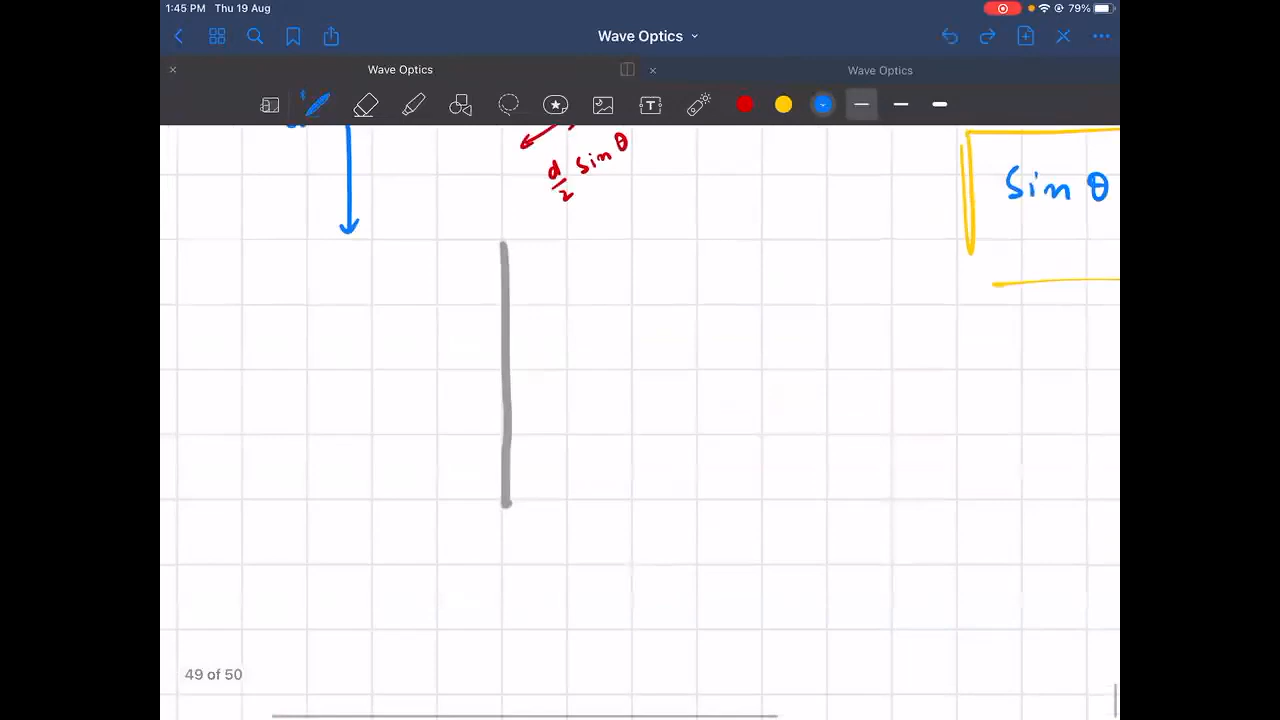 1:45 PM Thu 19 Aug
79%
Wave Optics
Wave Optics
Wave Optics
T
d/2 Sin θ
Sin θ
49 of 50